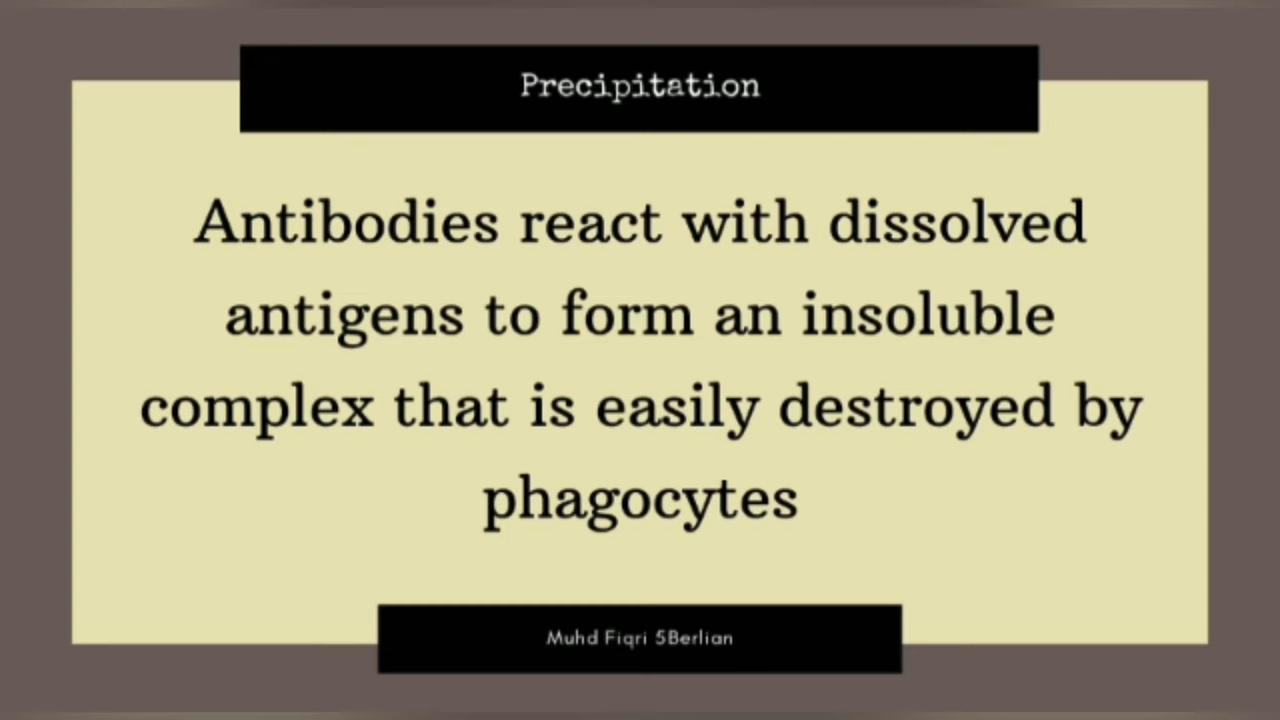 Precipitation
Antibodies react with dissolved
antigens to form an insoluble
complex that is easily destroyed by
phagocytes
Muhd Fiqri 5Berlian